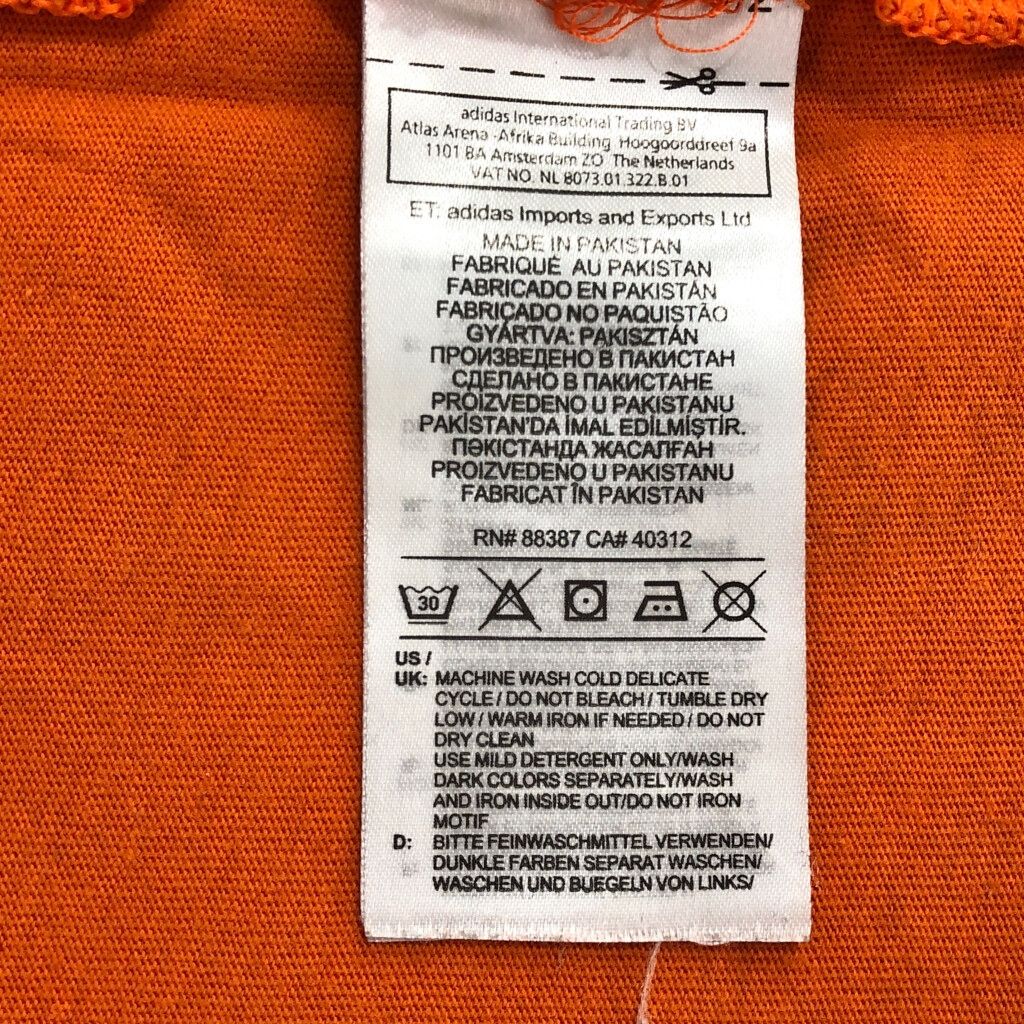 adidas International Trading BV
Atlas Arena -Afrika Building, Hoogoorddreef 9a
1101 BA Amsterdam ZO The Netherlands
VAT NO. NL 8073.01.322.B.01
ET: adidas Imports and Exports Ltd
MADE IN PAKISTAN
FABRIQUÉ AU PAKISTAN
FABRICADO EN PAKISTÁN
FABRICADO NO PAQUISTÃO
GYÁRTVA: PAKISZTÁN
ПРОИЗВЕДЕНО В ПАКИСТАН
СДЕЛАНО В ПАКИСТАНЕ
PROIZVEDENO U PAKISTANU
PAKİSTAN'DA İMAL EDİLMİŞTİR.
ПӘКІСТАНДА ЖАСАЛҒАН
PROIZVEDENO U PAKISTANU
FABRICAT ÎN PAKISTAN
RN# 88387 CA# 40312
30
US /
UK: MACHINE WASH COLD DELICATE
CYCLE / DO NOT BLEACH / TUMBLE DRY
LOW / WARM IRON IF NEEDED / DO NOT
DRY CLEAN
USE MILD DETERGENT ONLY/WASH
DARK COLORS SEPARATELY/WASH
AND IRON INSIDE OUT/DO NOT IRON
MOTIF
D: BITTE FEINWASCHMITTEL VERWENDEN/
DUNKLE FARBEN SEPARAT WASCHEN/
WASCHEN UND BUEGELN VON LINKS/